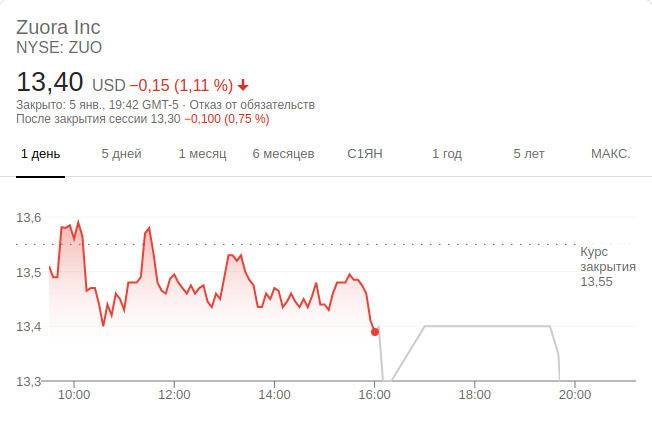 Zuora Inc
NYSE: ZUO
13,40 USD −0,15 (1,11 %)
Закрыто: 5 янв., 19:42 GMT-5 · Отказ от обязательств
После закрытия сессии 13,30 −0,100 (0,75 %)
1 день 5 дней 1 месяц 6 месяцев С1ЯН 1 год 5 лет МАКС.
13,6
Курс
закрытия
13,55
13,5
13,4
13,3
10:00 12:00 14:00 16:00 18:00 20:00